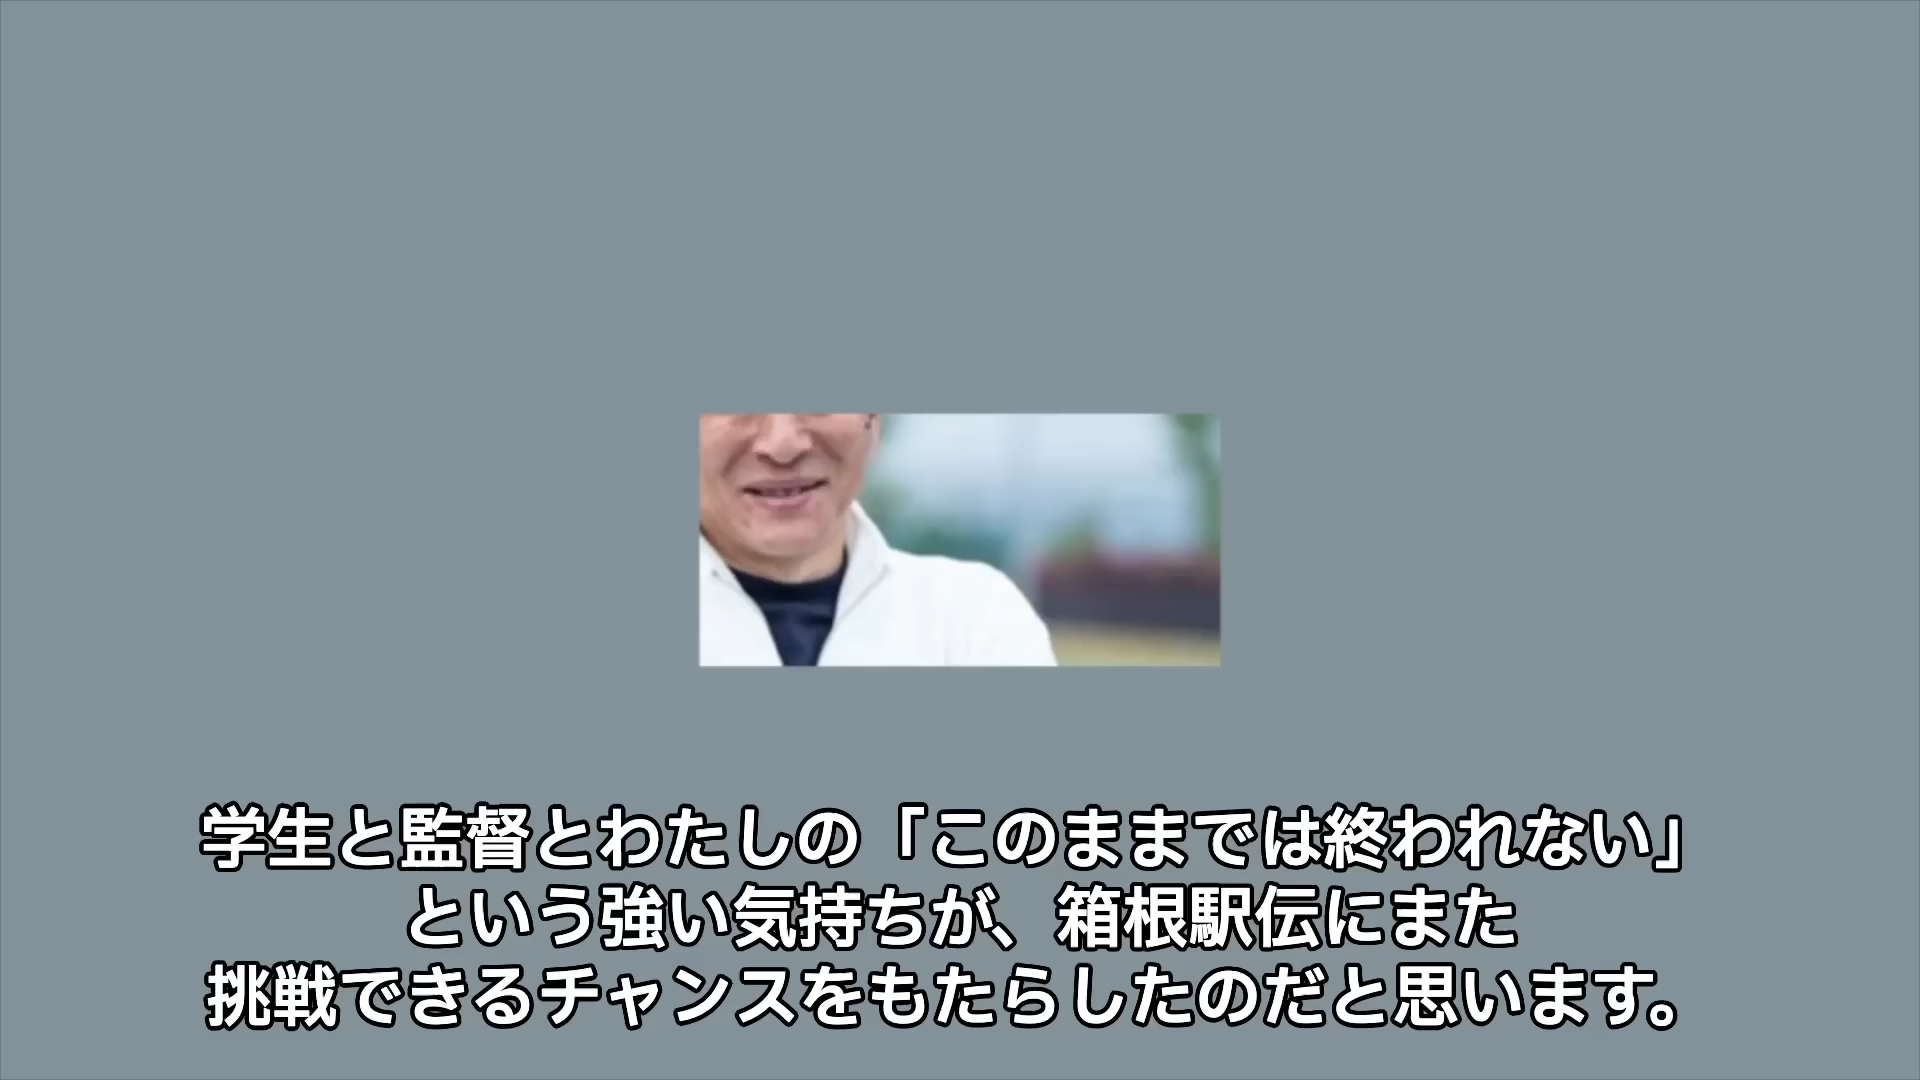 学生と監督とわたしの「このままでは終われない」
という強い気持ちが、箱根駅伝にまた
挑戦できるチャンスをもたらしたのだと思います。